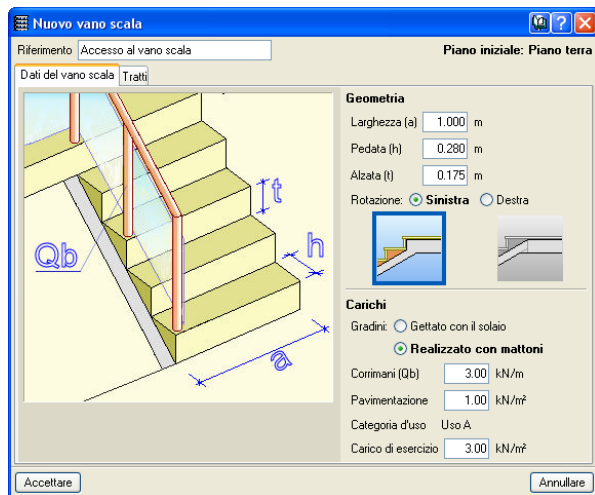 Nuovo vano scala
Riferimento Accesso al vano scala Piano iniziale: Piano terra
Dati del vano scala Tratti
Geometria
Larghezza (a) 1.000 m
Pedata (h) 0.280 m
Alzata (t) 0.175 m
Rotazione: Sinistra Destra
t
h
Qb
a
Carichi
Gradini: Gettato con il solaio
Realizzato con mattoni
Corrimani (Qb) 3.00 kN/m
Pavimentazione 1.00 kN/m²
Categoria d'uso Uso A
Carico di esercizio 3.00 kN/m²
Accettare Annullare